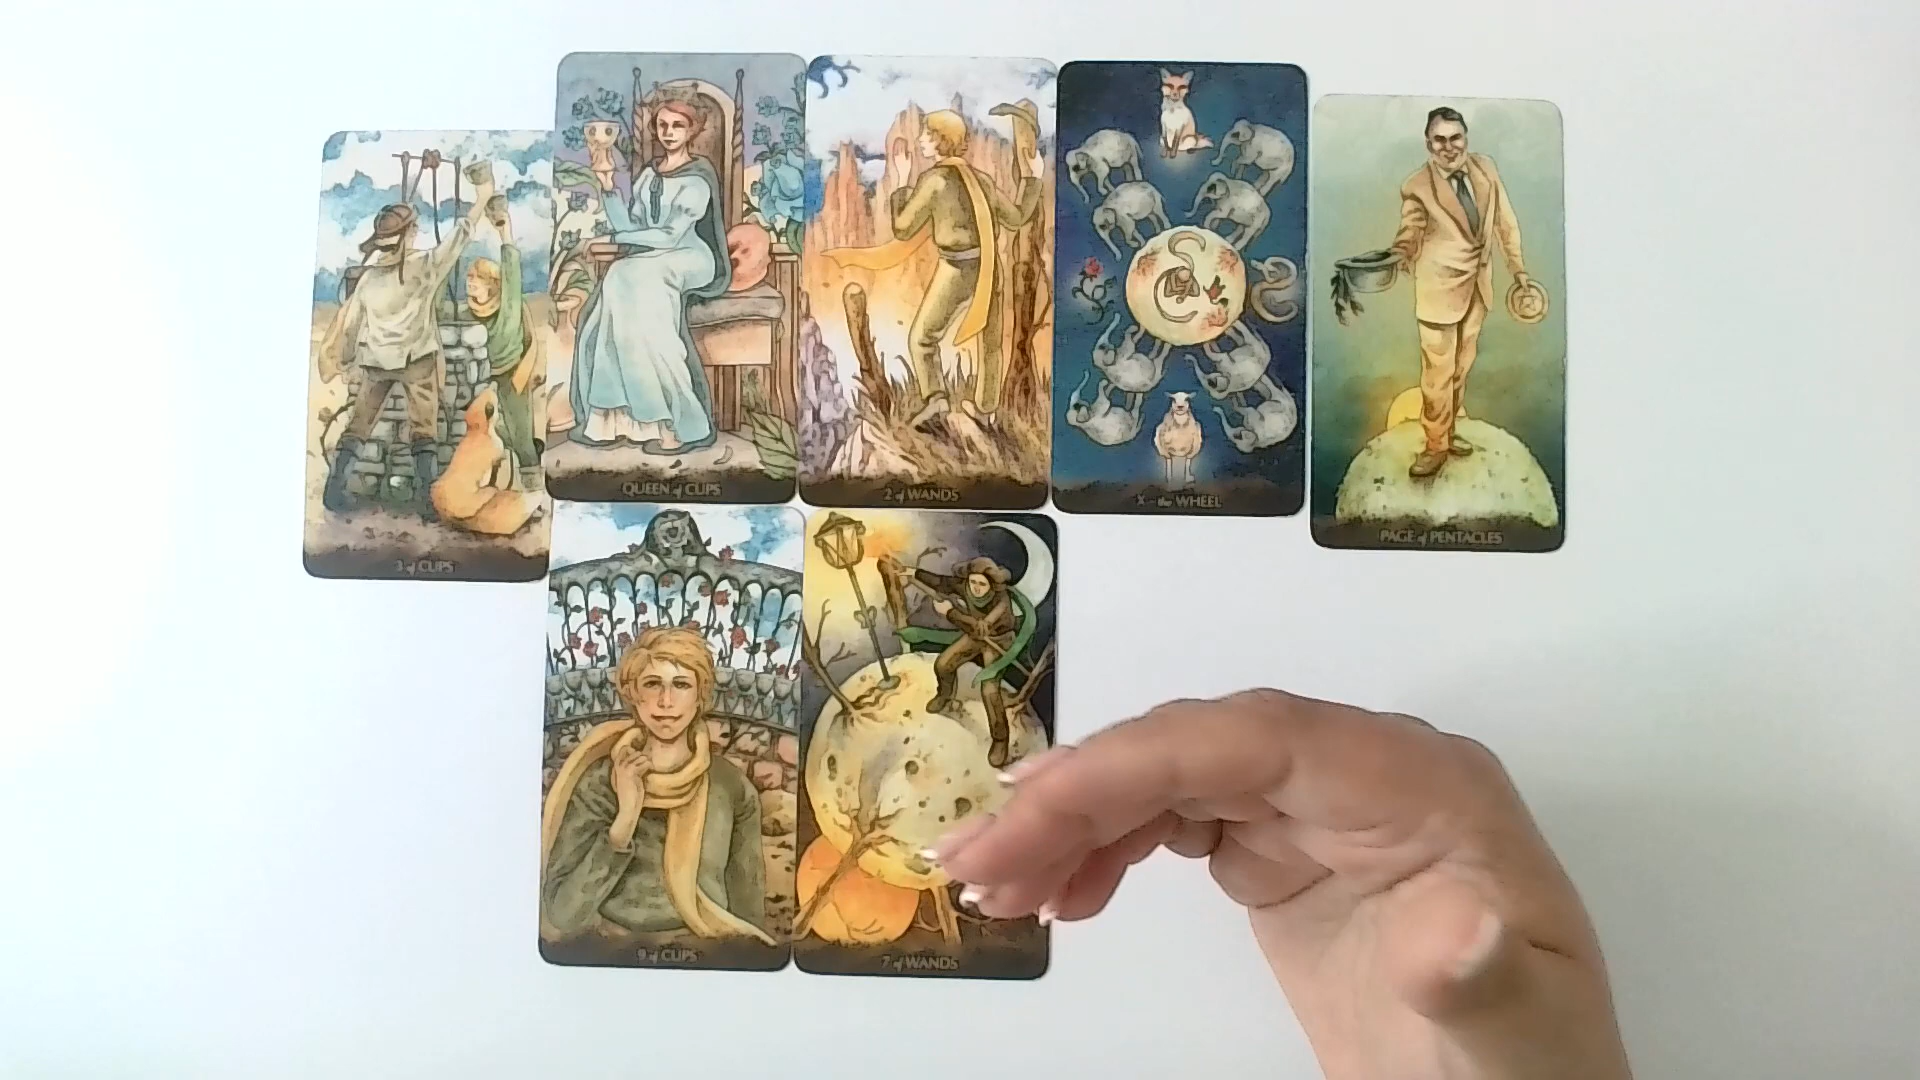 3 of CUPS
QUEEN of CUPS
2 of WANDS
X - the WHEEL
PAGE of PENTACLES
9 of CUPS
7 of WANDS